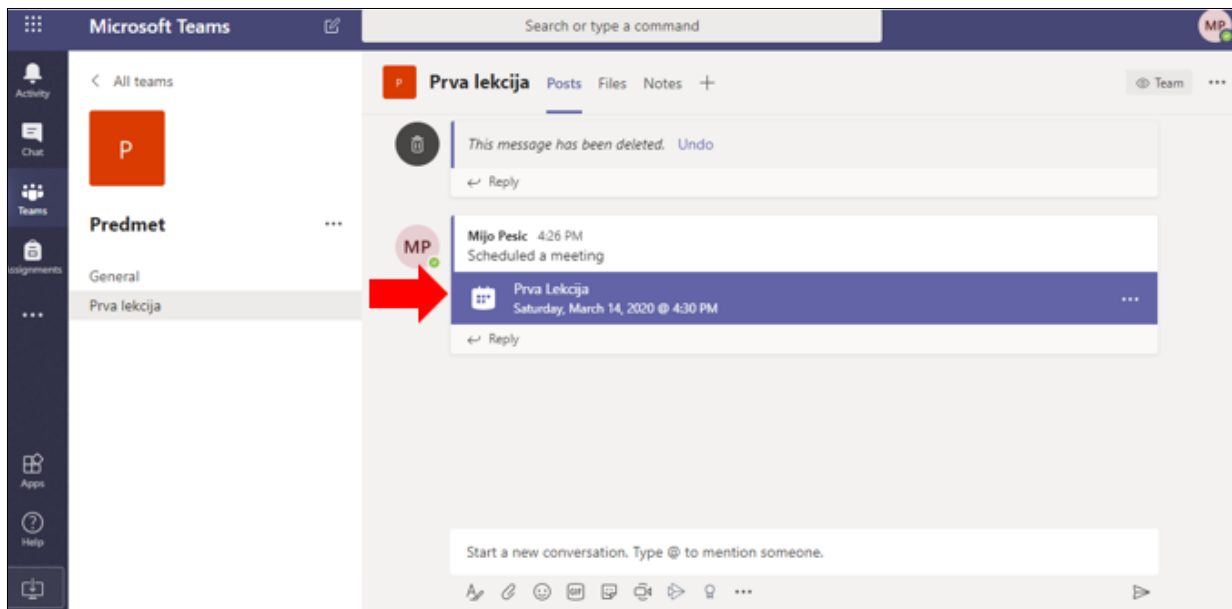 Microsoft Teams
Search or type a command
MP
Activity
Chat
Teams
ssignments
Apps
Help
All teams
P
Predmet
General
Prva lekcija
P Prva lekcija Posts Files Notes
Team
This message has been deleted. Undo
Reply
MP
Mijo Pesic 4:26 PM
Scheduled a meeting
Prva Lekcija
Saturday, March 14, 2020 @ 4:30 PM
Reply
Start a new conversation. Type @ to mention someone.
GIF